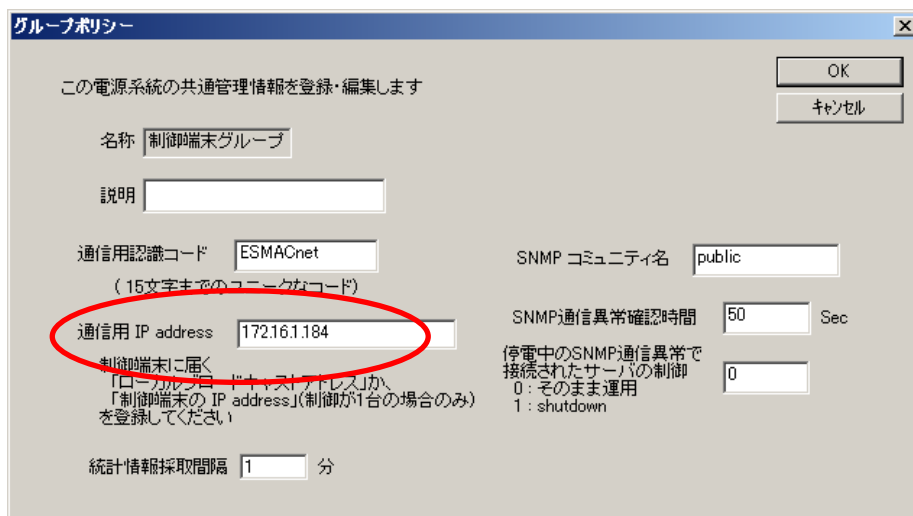 グループポリシー
この電源系統の共通管理情報を登録・編集します
OK
キャンセル
名称 制御端末グループ
説明
通信用認識コード ESMACnet
(15文字までのユニークなコード)
通信用 IP address 172.16.1.184
制御端末に届く
「ローカルブロードキャストアドレス」か、
「制御端末の IP address」(制御が1台の場合のみ)
を登録してください
統計情報採取間隔 1 分
SNMP コミュニティ名 public
SNMP通信異常確認時間 50 Sec
停電中のSNMP通信異常で
接続されたサーバの制御 0
0:そのまま運用
1:shutdown